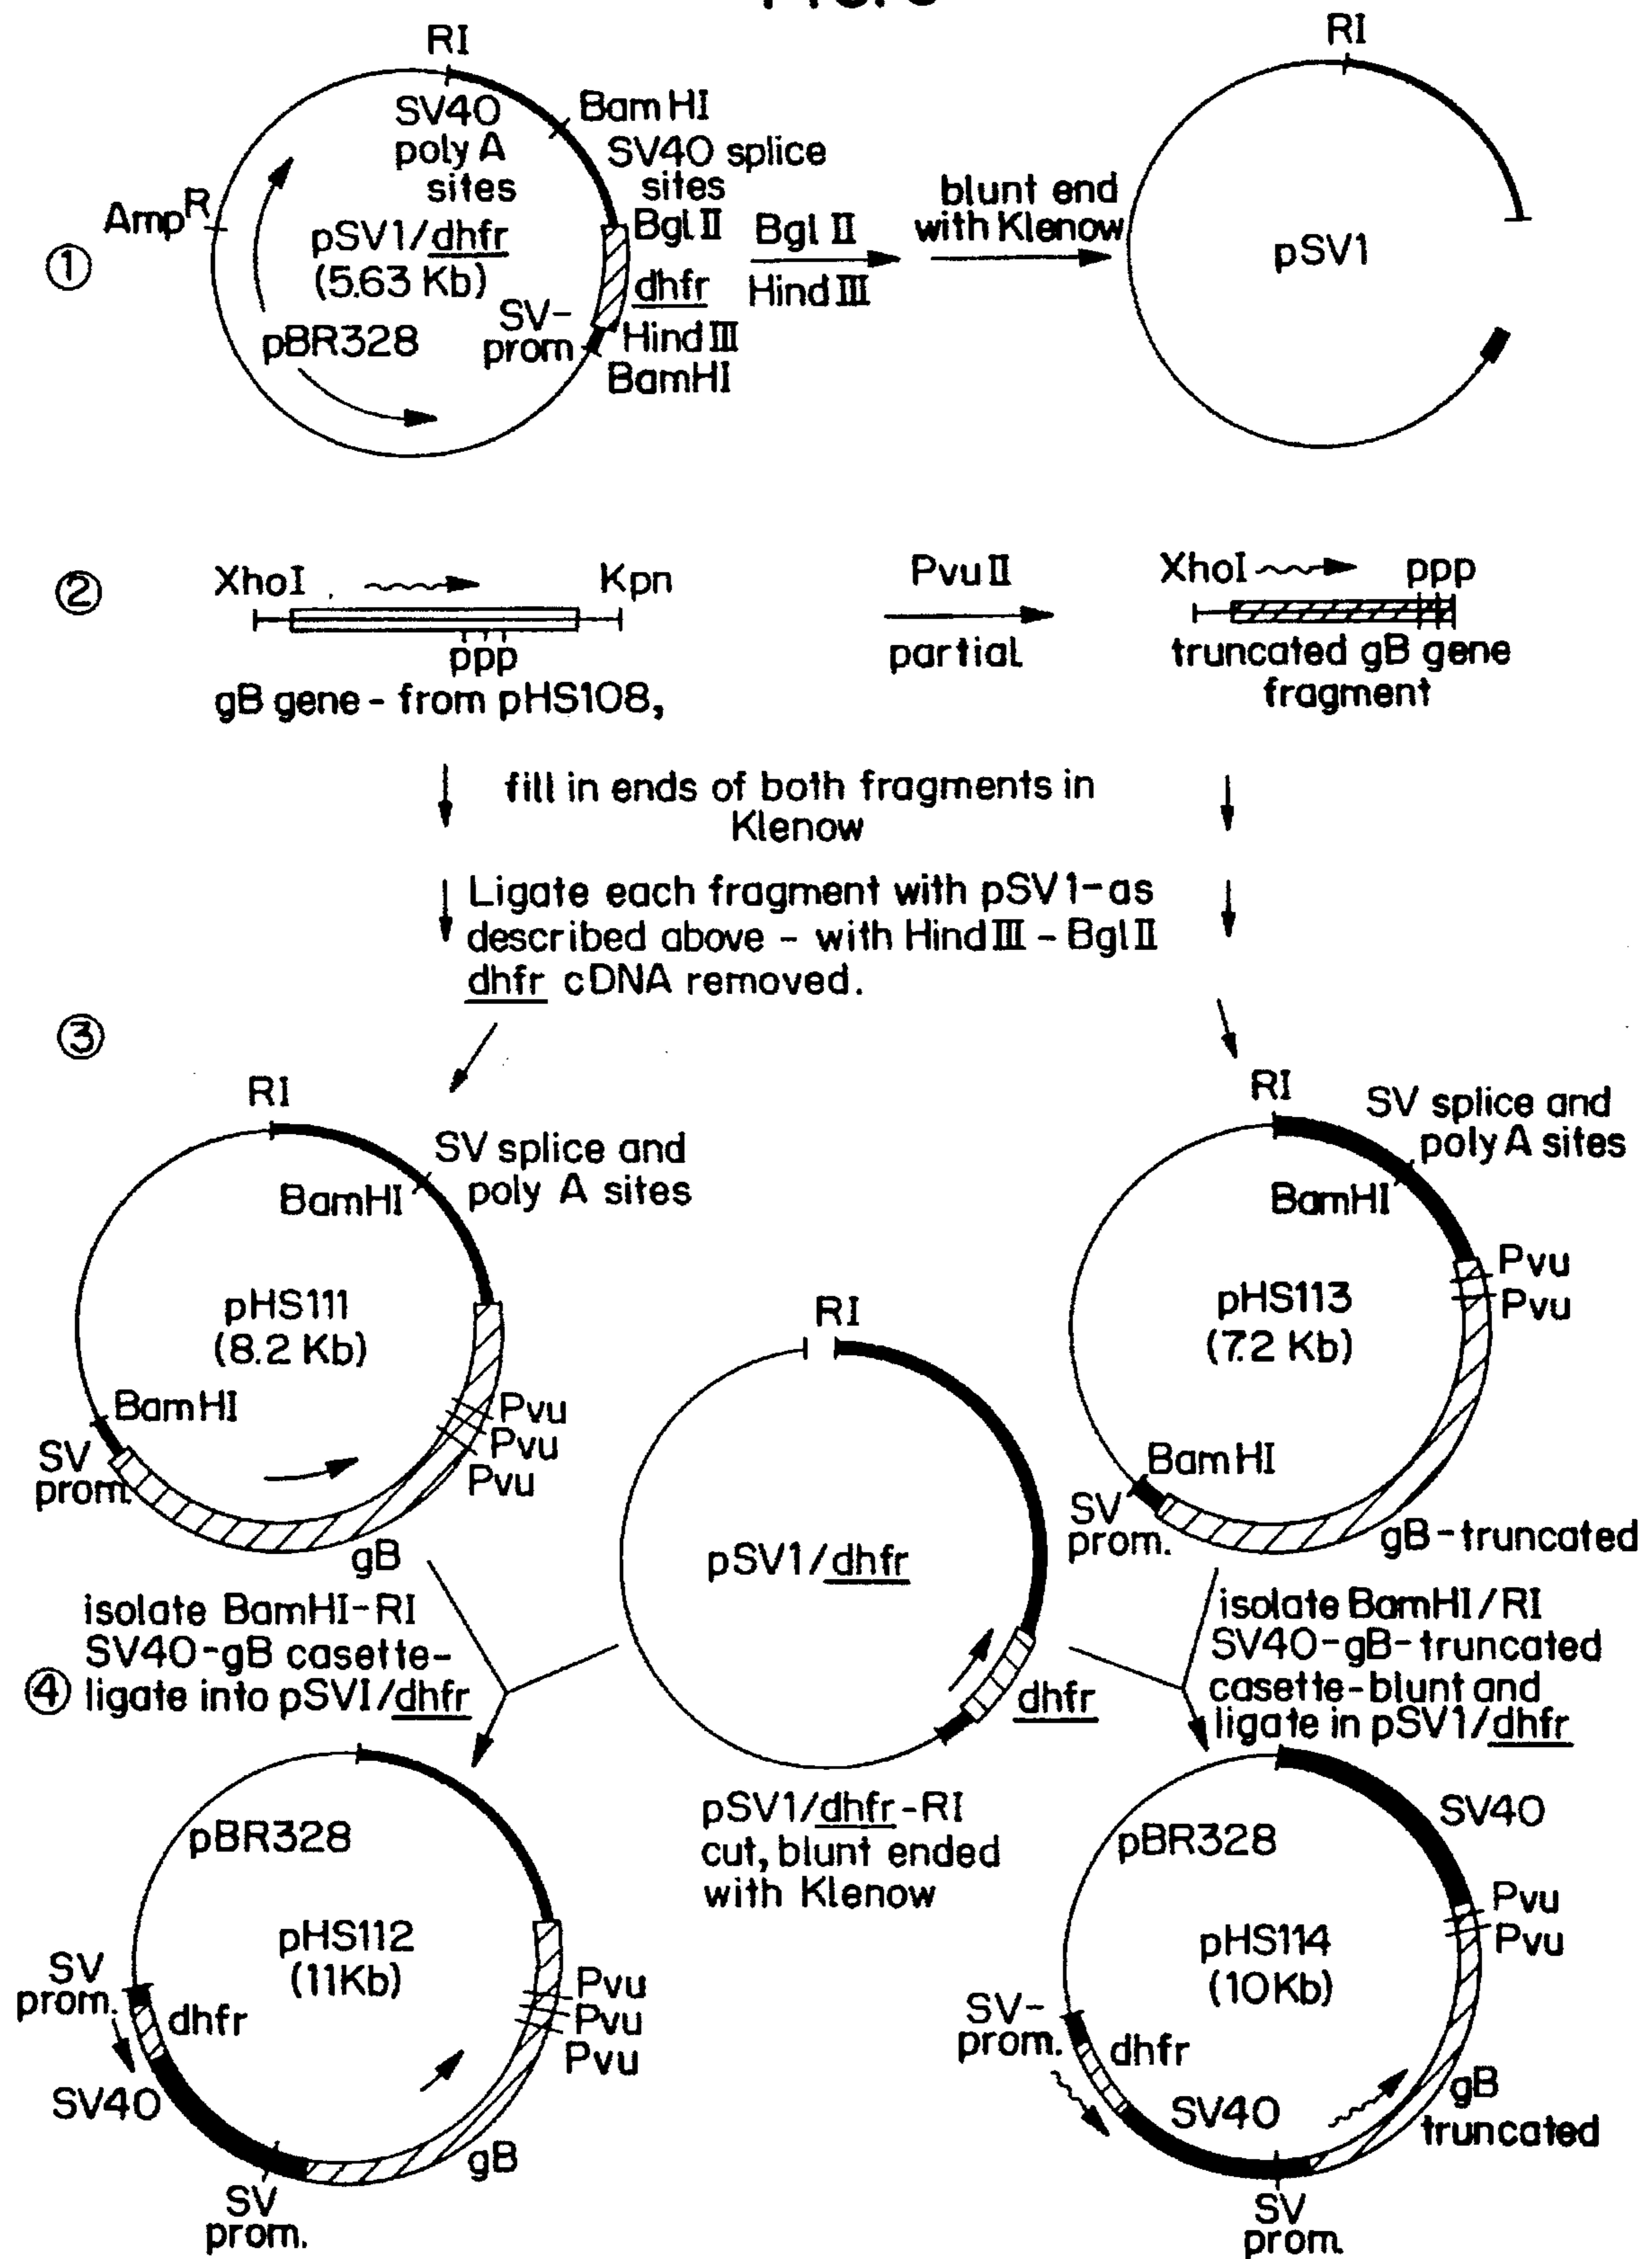 RI
SV40
poly A
sites
Bam HI
SV40 splice
sites
Bgl II
Amp R
①
pSV1/dhfr
(5.63 Kb)
dhfr
SV-
prom
Hind III
BamHI
pBR328
Bgl II
Hind III
blunt end
with Klenow
RI
pSV1
②
XhoI
Kpn
ppp
gB gene - from pHS108,
Pvu II
partial
XhoI
ppp
truncated gB gene
fragment
fill in ends of both fragments in
Klenow
Ligate each fragment with pSV1-as
described above - with Hind III - Bgl II
dhfr cDNA removed.
③
RI
SV splice and
poly A sites
BamHI
pHS111
(8.2 Kb)
BamHI
SV
prom.
Pvu
Pvu
Pvu
gB
RI
pSV1/dhfr
dhfr
RI
SV splice and
poly A sites
BamHI
Pvu
Pvu
pHS113
(7.2 Kb)
BamHI
SV
prom.
gB-truncated
isolate BamHI-RI
SV40-gB casette-
④ ligate into pSVI/dhfr
isolate BamHI/RI
SV40-gB-truncated
casette-blunt and
ligate in pSV1/dhfr
pSV1/dhfr-RI
cut, blunt ended
with Klenow
pBR328
pHS112
(11Kb)
SV
prom.
dhfr
SV40
Pvu
Pvu
Pvu
gB
SV
prom.
pBR328
SV40
Pvu
Pvu
pHS114
(10Kb)
SV-
prom.
dhfr
SV40
gB
truncated
SV
prom.